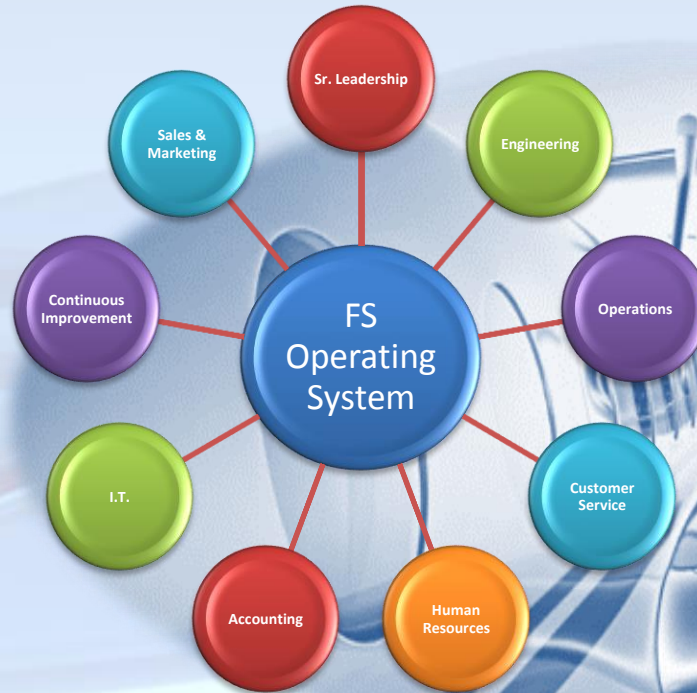 Sr. Leadership
Engineering
Operations
Customer
Service
Human
Resources
Accounting
I.T.
Continuous
Improvement
Sales &
Marketing
FS
Operating
System